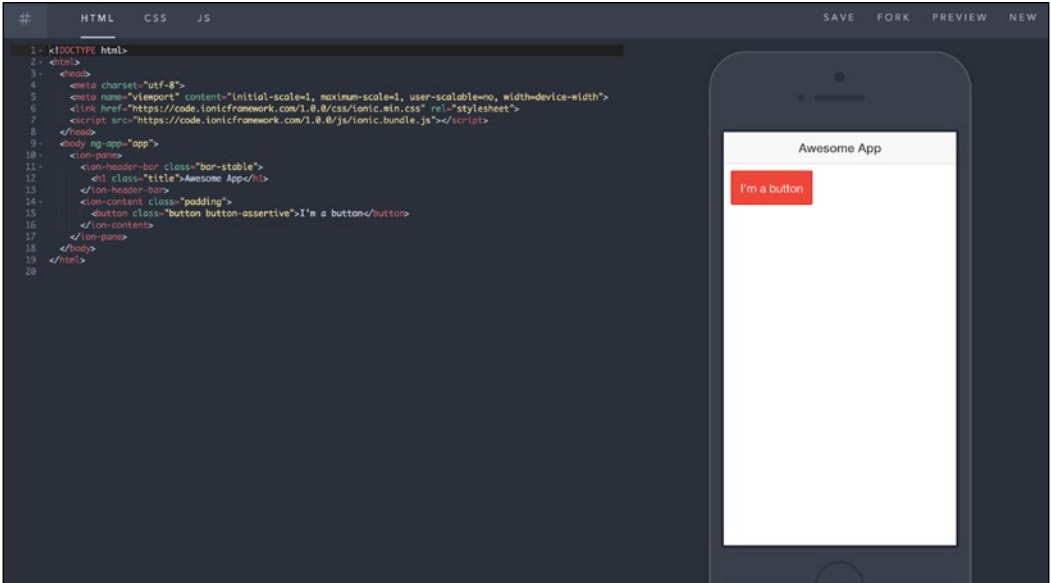 # HTML CSS JS SAVE FORK PREVIEW NEW
1 <!DOCTYPE html>
2 <html>
3 <head>
4 <meta charset="utf-8">
5 <meta name="viewport" content="initial-scale=1, maximum-scale=1, user-scalable=no, width=device-width">
6 <link href="https://code.ionicframework.com/1.0.0/css/ionic.min.css" rel="stylesheet">
7 <script src="https://code.ionicframework.com/1.0.0/js/ionic.bundle.js"></script>
8 </head>
9 <body ng-app="app">
10 <ion-pane>
11 <ion-header-bar class="bar-stable">
12 <h1 class="title">Awesome App</h1>
13 </ion-header-bar>
14 <ion-content class="padding">
15 <button class="button button-assertive">I'm a button</button>
16 </ion-content>
17 </ion-pane>
18 </body>
19 </html>
20
Awesome App
I'm a button